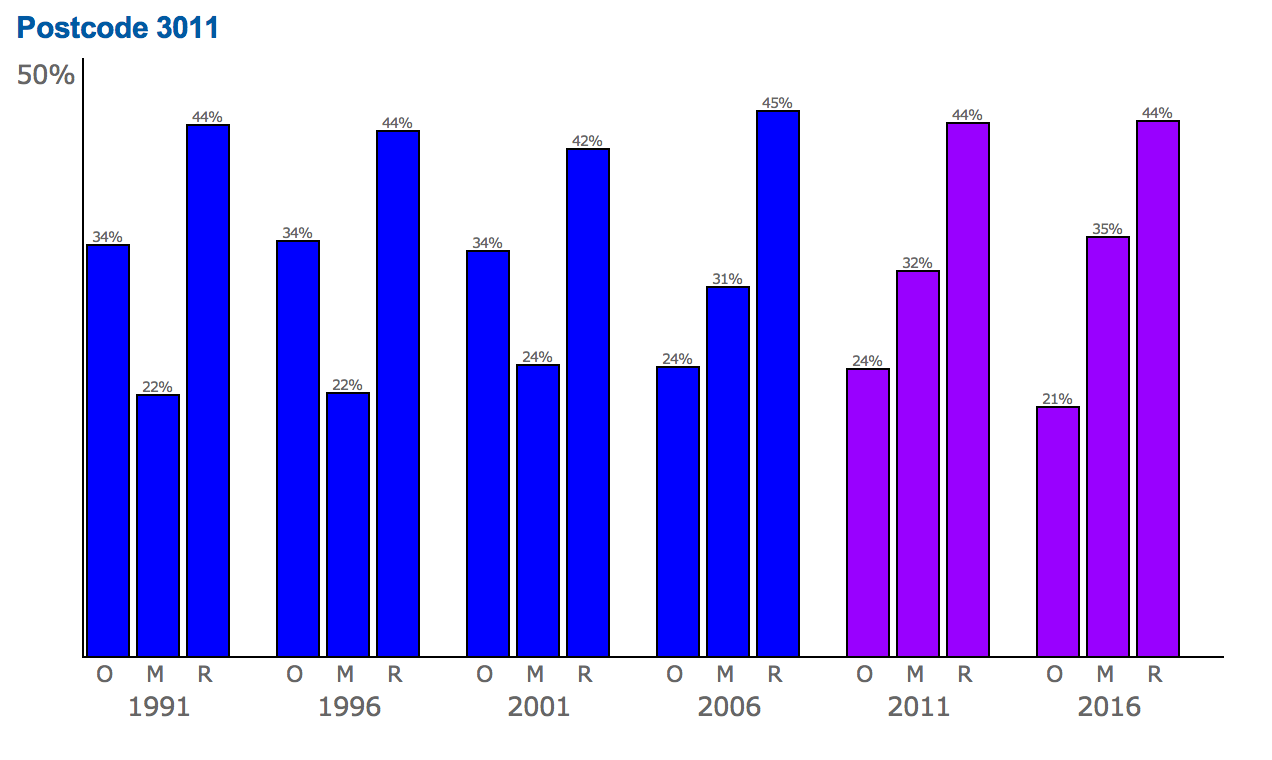 Postcode 3011
50%
34% 22% 44% 34% 22% 44% 34% 24% 42% 24% 31% 45% 24% 32% 44% 21% 35% 44%
O M R O M R O M R O M R O M R O M R
1991 1996 2001 2006 2011 2016